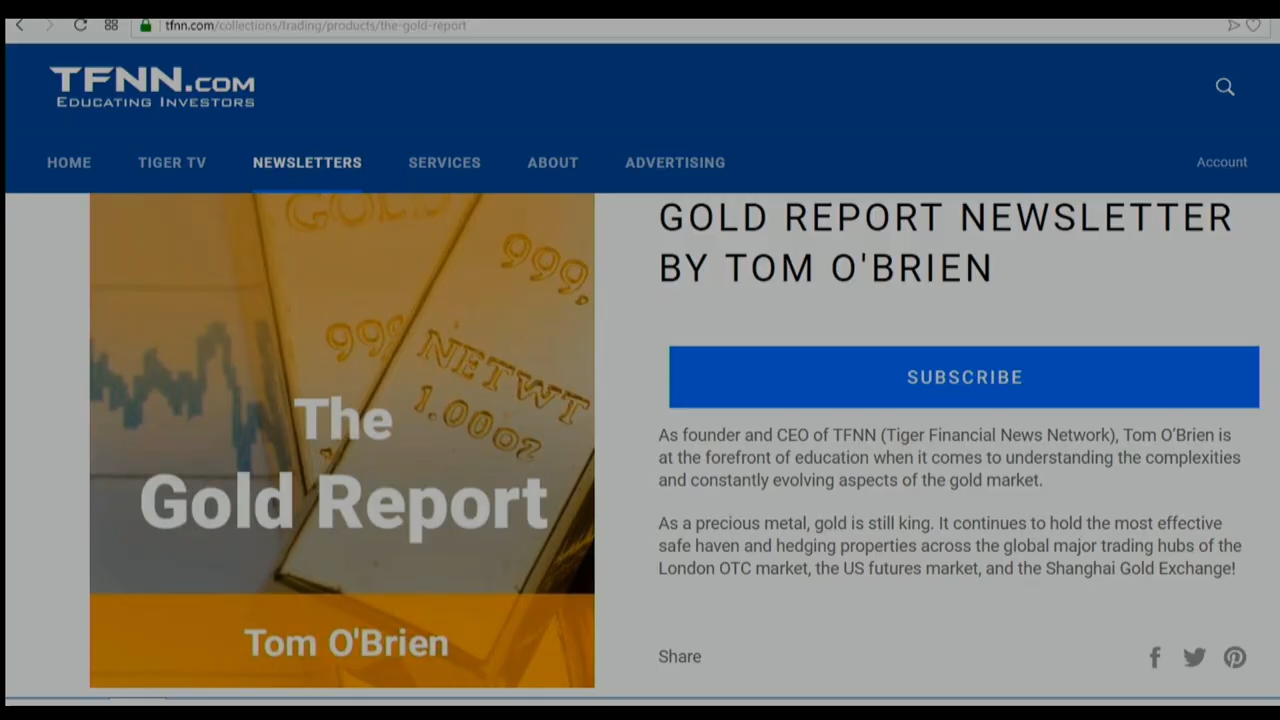 tfnn.com/collections/trading/products/the-gold-report
TFNN.COM
EDUCATING INVESTORS
HOME
TIGER TV
NEWSLETTERS
SERVICES
ABOUT
ADVERTISING
Account
GOLD
999.
999
NETWT
1.00oz
The
Gold Report
Tom O'Brien
GOLD REPORT NEWSLETTER
BY TOM O'BRIEN
SUBSCRIBE
As founder and CEO of TFNN (Tiger Financial News Network), Tom O’Brien is
at the forefront of education when it comes to understanding the complexities
and constantly evolving aspects of the gold market.
As a precious metal, gold is still king. It continues to hold the most effective
safe haven and hedging properties across the global major trading hubs of the
London OTC market, the US futures market, and the Shanghai Gold Exchange!
Share